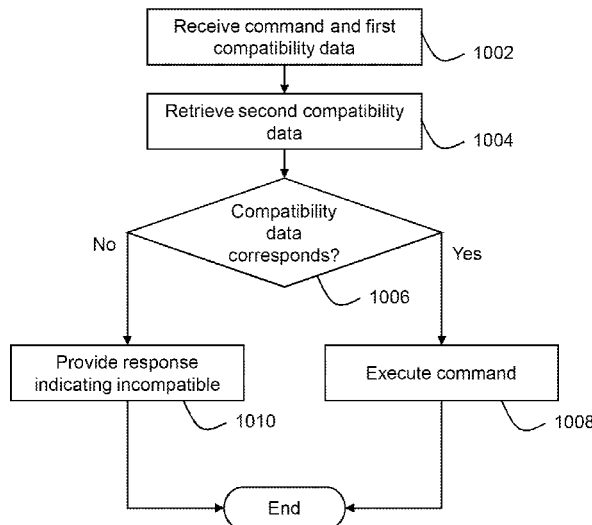 Receive command and first
compatibility data
1002
Retrieve second compatibility
data
1004
Compatibility
data
corresponds?
No
Yes
1006
Provide response
indicating incompatible
Execute command
1010
1008
End